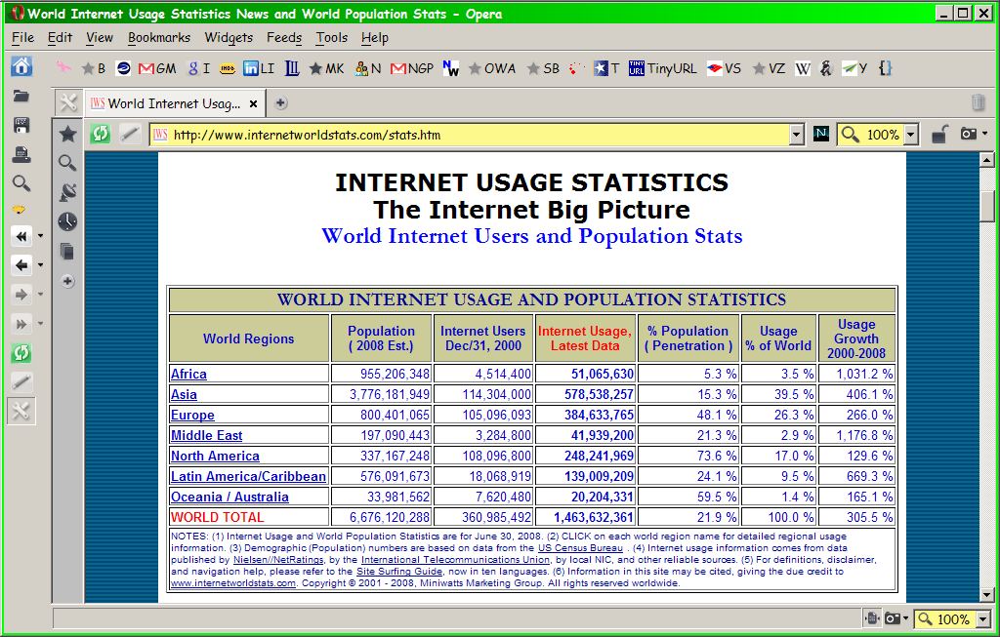 World Internet Usage Statistics News and World Population Stats - Opera
File Edit View Bookmarks Widgets Feeds Tools Help
B GM g I IMDb in LI MK N NGP N W OWA SB T TINY URL TinyURL VS VZ W Y {}
IWS World Internet Usag... x
IWS http://www.internetworldstats.com/stats.htm N 100%
INTERNET USAGE STATISTICS
The Internet Big Picture
World Internet Users and Population Stats
WORLD INTERNET USAGE AND POPULATION STATISTICS
World Regions Population ( 2008 Est.) Internet Users Dec/31, 2000 Internet Usage, Latest Data % Population ( Penetration ) Usage % of World Usage Growth 2000-2008
Africa 955,206,348 4,514,400 51,065,630 5.3 % 3.5 % 1,031.2 %
Asia 3,776,181,949 114,304,000 578,538,257 15.3 % 39.5 % 406.1 %
Europe 800,401,065 105,096,093 384,633,765 48.1 % 26.3 % 266.0 %
Middle East 197,090,443 3,284,800 41,939,200 21.3 % 2.9 % 1,176.8 %
North America 337,167,248 108,096,800 248,241,969 73.6 % 17.0 % 129.6 %
Latin America/Caribbean 576,091,673 18,068,919 139,009,209 24.1 % 9.5 % 669.3 %
Oceania / Australia 33,981,562 7,620,480 20,204,331 59.5 % 1.4 % 165.1 %
WORLD TOTAL 6,676,120,288 360,985,492 1,463,632,361 21.9 % 100.0 % 305.5 %
NOTES: (1) Internet Usage and World Population Statistics are for June 30, 2008. (2) CLICK on each world region name for detailed regional usage
information. (3) Demographic (Population) numbers are based on data from the US Census Bureau . (4) Internet usage information comes from data
published by Nielsen//NetRatings, by the International Telecommunications Union, by local NIC, and other reliable sources. (5) For definitions, disclaimer,
and navigation help, please refer to the Site Surfing Guide, now in ten languages. (6) Information in this site may be cited, giving the due credit to
www.internetworldstats.com. Copyright © 2001 - 2008, Miniwatts Marketing Group. All rights reserved worldwide.
100%